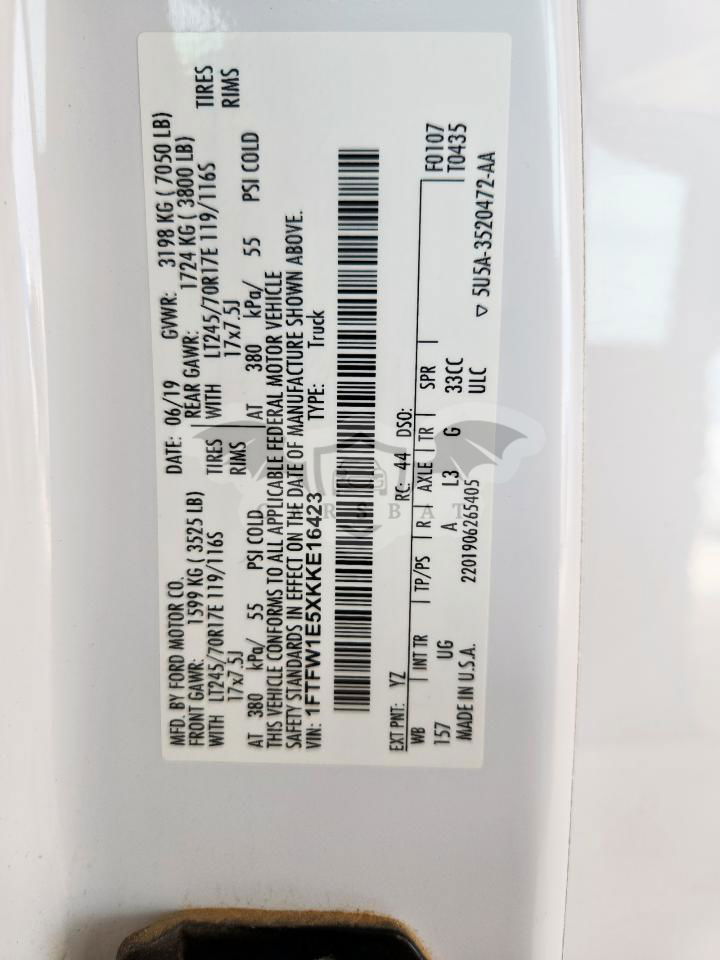 MFD. BY FORD MOTOR CO. DATE: 06/19 GVWR: 3198 KG ( 7050 LB)
FRONT GAWR: 1599 KG ( 3525 LB) REAR GAWR: 1724 KG ( 3800 LB)
WITH LT245/70R17E 119/116S TIRES WITH LT245/70R17E 119/116S TIRES
17x7.5J RIMS 17x7.5J RIMS
AT 380 kPa/ 55 PSI COLD AT 380 kPa/ 55 PSI COLD
THIS VEHICLE CONFORMS TO ALL APPLICABLE FEDERAL MOTOR VEHICLE
SAFETY STANDARDS IN EFFECT ON THE DATE OF MANUFACTURE SHOWN ABOVE.
VIN: 1FTFW1E5XKKE16423 TYPE: Truck
CARSBAT
EXT PNT: YZ RC: 44 DSO: F0107
WB INT TR TP/PS R AXLE TR SPR T0435
157 UG A L3 G 33CC
MADE IN U.S.A. 2201906265405 ULC
▽ 5U5A-3520472-AA